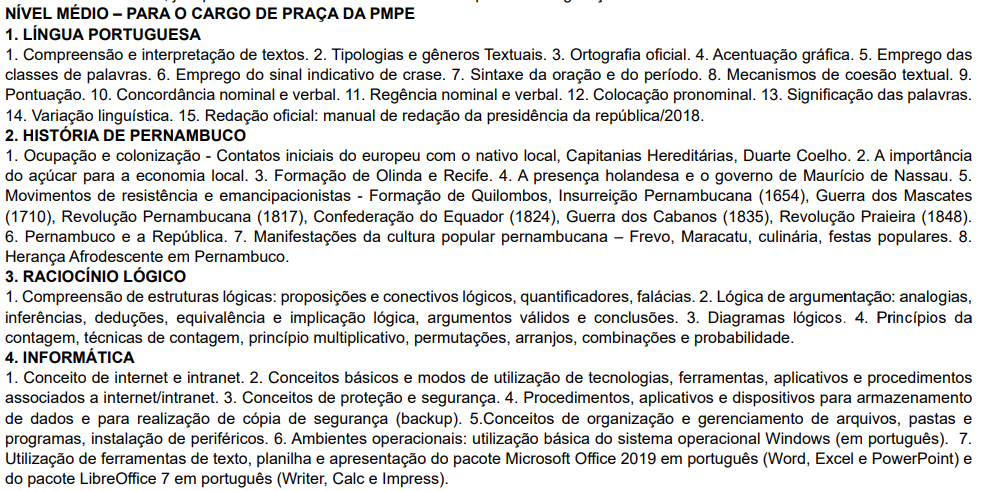 NÍVEL MÉDIO – PARA O CARGO DE PRAÇA DA PMPE
1. LÍNGUA PORTUGUESA
1. Compreensão e interpretação de textos. 2. Tipologias e gêneros Textuais. 3. Ortografia oficial. 4. Acentuação gráfica. 5. Emprego das
classes de palavras. 6. Emprego do sinal indicativo de crase. 7. Sintaxe da oração e do período. 8. Mecanismos de coesão textual. 9.
Pontuação. 10. Concordância nominal e verbal. 11. Regência nominal e verbal. 12. Colocação pronominal. 13. Significação das palavras.
14. Variação linguística. 15. Redação oficial: manual de redação da presidência da república/2018.
2. HISTÓRIA DE PERNAMBUCO
1. Ocupação e colonização - Contatos iniciais do europeu com o nativo local, Capitanias Hereditárias, Duarte Coelho. 2. A importância
do açúcar para a economia local. 3. Formação de Olinda e Recife. 4. A presença holandesa e o governo de Maurício de Nassau. 5.
Movimentos de resistência e emancipacionistas - Formação de Quilombos, Insurreição Pernambucana (1654), Guerra dos Mascates
(1710), Revolução Pernambucana (1817), Confederação do Equador (1824), Guerra dos Cabanos (1835), Revolução Praieira (1848).
6. Pernambuco e a República. 7. Manifestações da cultura popular pernambucana – Frevo, Maracatu, culinária, festas populares. 8.
Herança Afrodescente em Pernambuco.
3. RACIOCÍNIO LÓGICO
1. Compreensão de estruturas lógicas: proposições e conectivos lógicos, quantificadores, falácias. 2. Lógica de argumentação: analogias,
inferências, deduções, equivalência e implicação lógica, argumentos válidos e conclusões. 3. Diagramas lógicos. 4. Princípios da
contagem, técnicas de contagem, princípio multiplicativo, permutações, arranjos, combinações e probabilidade.
4. INFORMÁTICA
1. Conceito de internet e intranet. 2. Conceitos básicos e modos de utilização de tecnologias, ferramentas, aplicativos e procedimentos
associados a internet/intranet. 3. Conceitos de proteção e segurança. 4. Procedimentos, aplicativos e dispositivos para armazenamento
de dados e para realização de cópia de segurança (backup). 5.Conceitos de organização e gerenciamento de arquivos, pastas e
programas, instalação de periféricos. 6. Ambientes operacionais: utilização básica do sistema operacional Windows (em português). 7.
Utilização de ferramentas de texto, planilha e apresentação do pacote Microsoft Office 2019 em português (Word, Excel e PowerPoint) e
do pacote LibreOffice 7 em português (Writer, Calc e Impress).